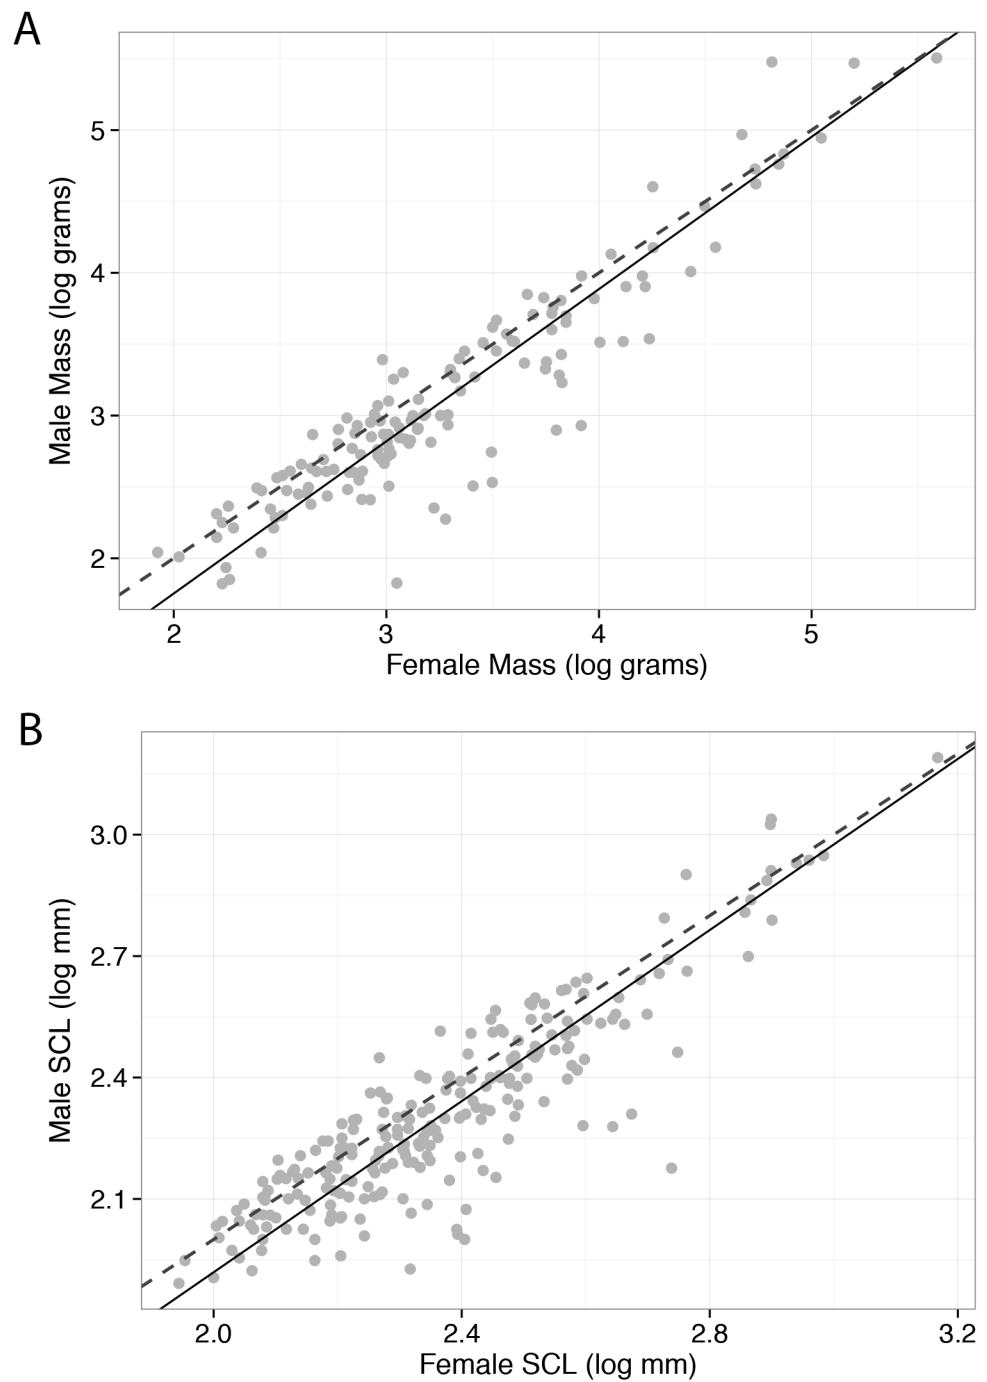 A
5
4
3
2
Male Mass (log grams)
2 3 4 5
Female Mass (log grams)
B
3.0
2.7
2.4
2.1
Male SCL (log mm)
2.0 2.4 2.8 3.2
Female SCL (log mm)